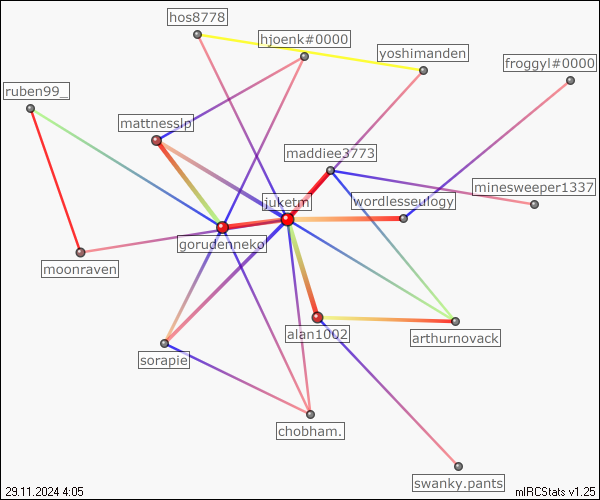 hos8778
hjoenk#0000
yoshimanden
froggyl#0000
ruben99_
mattnesslp
maddiee3773
minesweeper1337
juketm
wordlesseulogy
gorudenneko
moonraven
alan1002
arthurnovack
sorapie
chobham.
swanky.pants
29.11.2024 4:05
mIRCStats v1.25